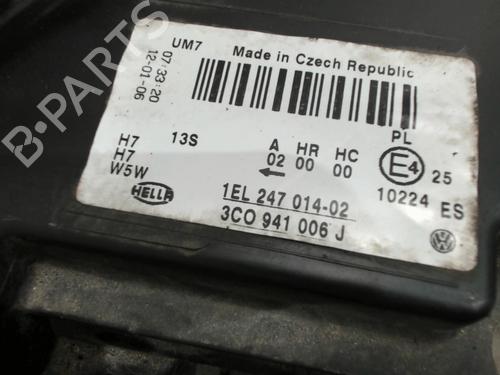 B-PARTS
UM7
Made in Czech Republic
07:33:20
12-01-06
H7
H7
W5W
13S
A HR HC
02 00 00
←
PL
E4 25
10224 ES
HELLA
1EL 247 014-02
3C0 941 006 J